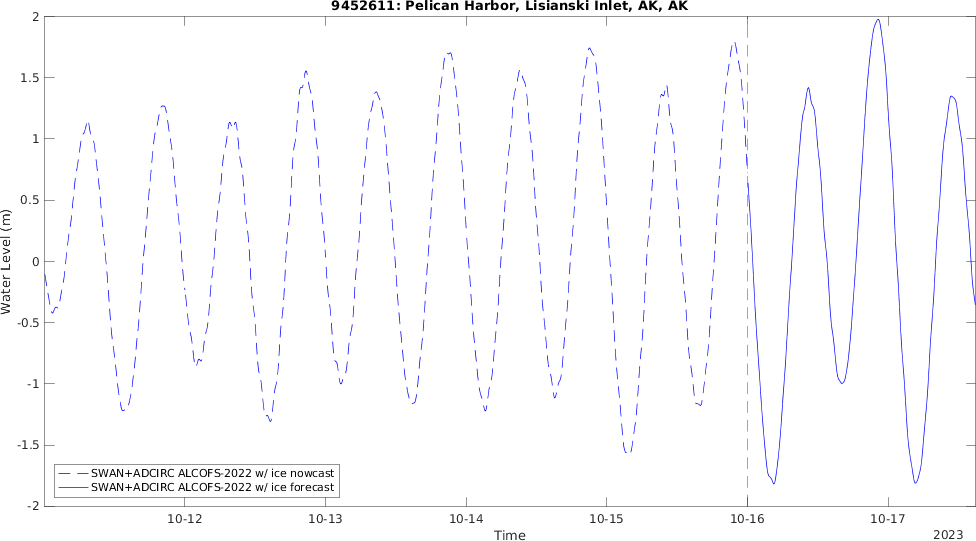 9452611: Pelican Harbor, Lisianski Inlet, AK, AK
2
1.5
1
0.5
0
-0.5
-1
-1.5
-2
Water Level (m)
SWAN+ADCIRC ALCOFS-2022 w/ ice nowcast
SWAN+ADCIRC ALCOFS-2022 w/ ice forecast
10-12 10-13 10-14 10-15 10-16 10-17
Time
2023